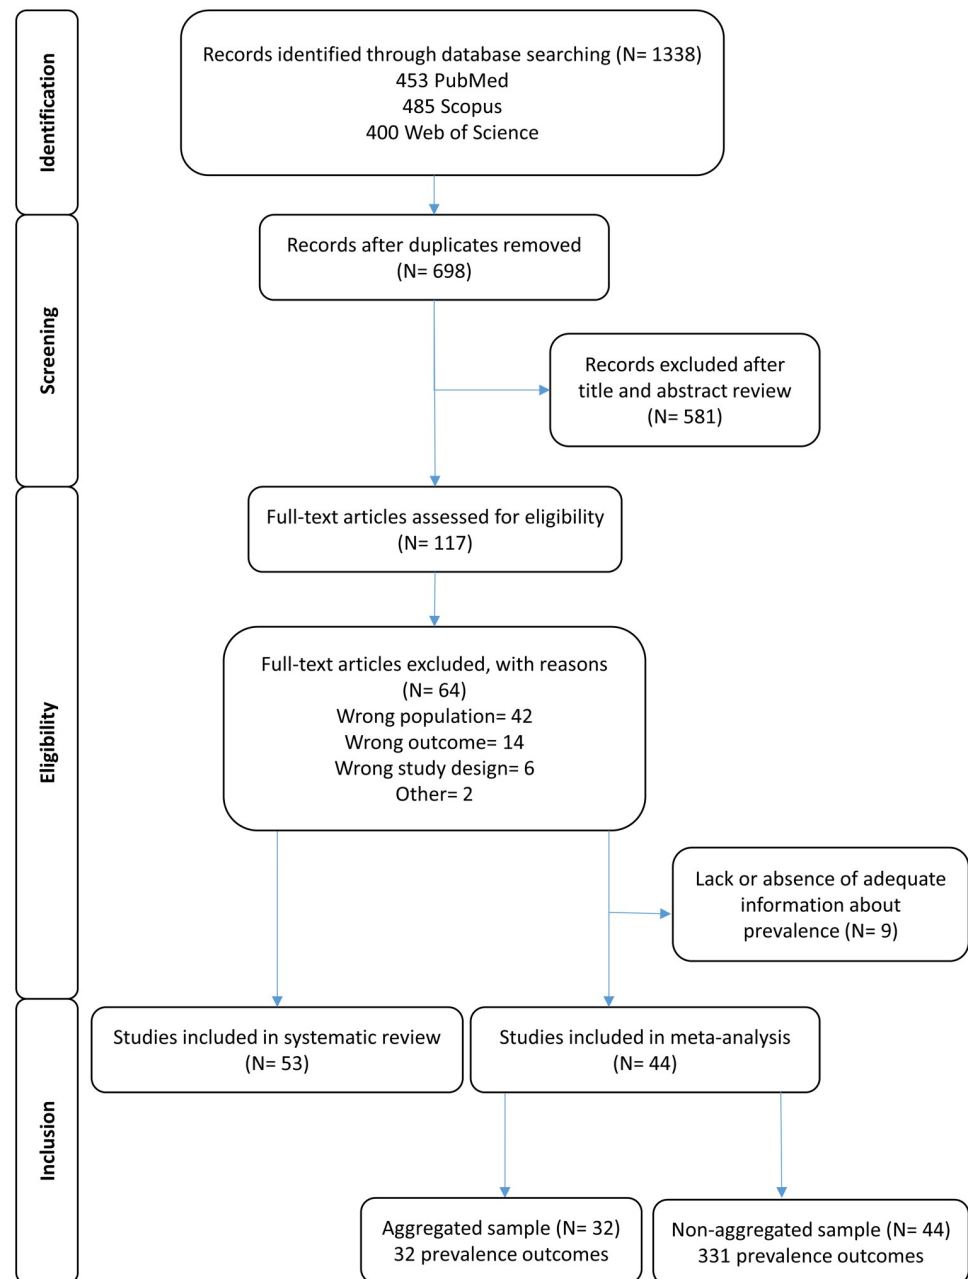 Identification
Records identified through database searching (N= 1338)
453 PubMed
485 Scopus
400 Web of Science
Screening
Records after duplicates removed
(N= 698)
Records excluded after
title and abstract review
(N= 581)
Eligibility
Full-text articles assessed for eligibility
(N= 117)
Full-text articles excluded, with reasons
(N= 64)
Wrong population= 42
Wrong outcome= 14
Wrong study design= 6
Other= 2
Lack or absence of adequate
information about
prevalence (N= 9)
Inclusion
Studies included in systematic review
(N= 53)
Studies included in meta-analysis
(N= 44)
Aggregated sample (N= 32)
32 prevalence outcomes
Non-aggregated sample (N= 44)
331 prevalence outcomes